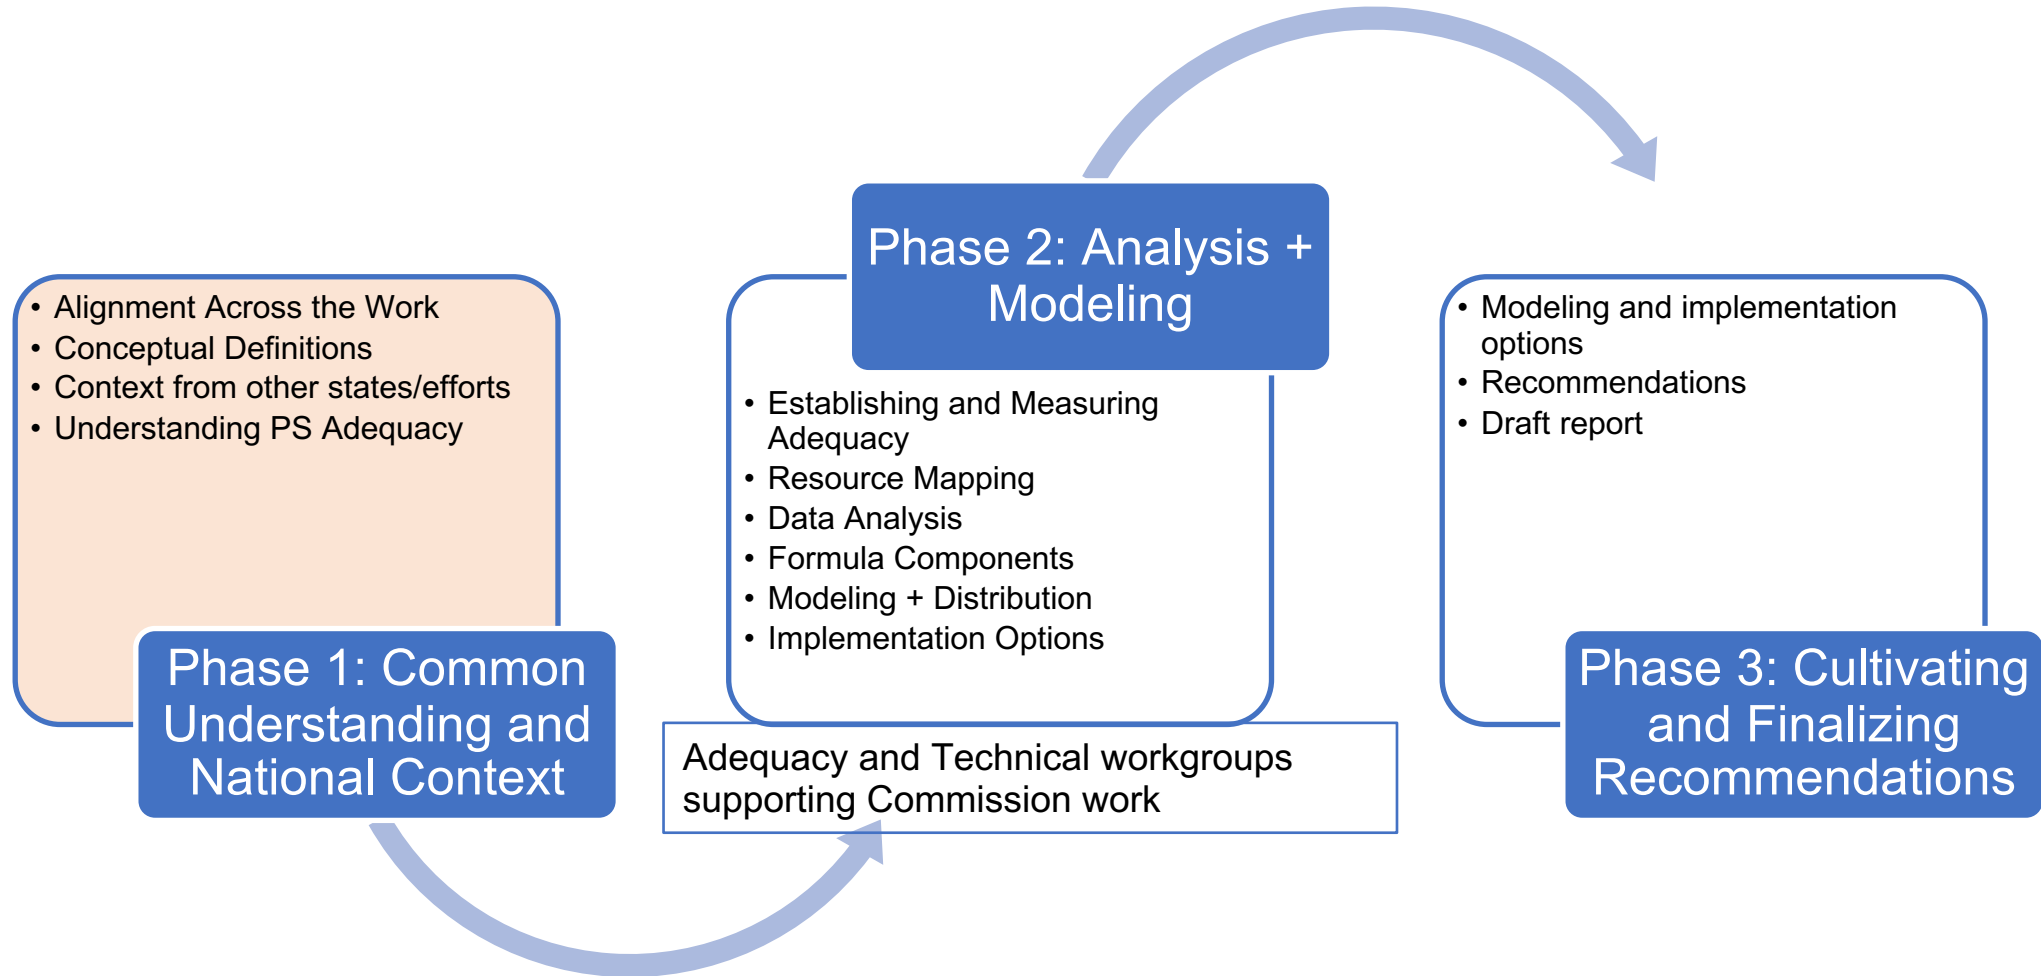 • Alignment Across the Work
• Conceptual Definitions
• Context from other states/efforts
• Understanding PS Adequacy
Phase 1: Common
Understanding and
National Context
Phase 2: Analysis +
Modeling
• Establishing and Measuring
Adequacy
• Resource Mapping
• Data Analysis
• Formula Components
• Modeling + Distribution
• Implementation Options
Adequacy and Technical workgroups
supporting Commission work
• Modeling and implementation
options
• Recommendations
• Draft report
Phase 3: Cultivating
and Finalizing
Recommendations